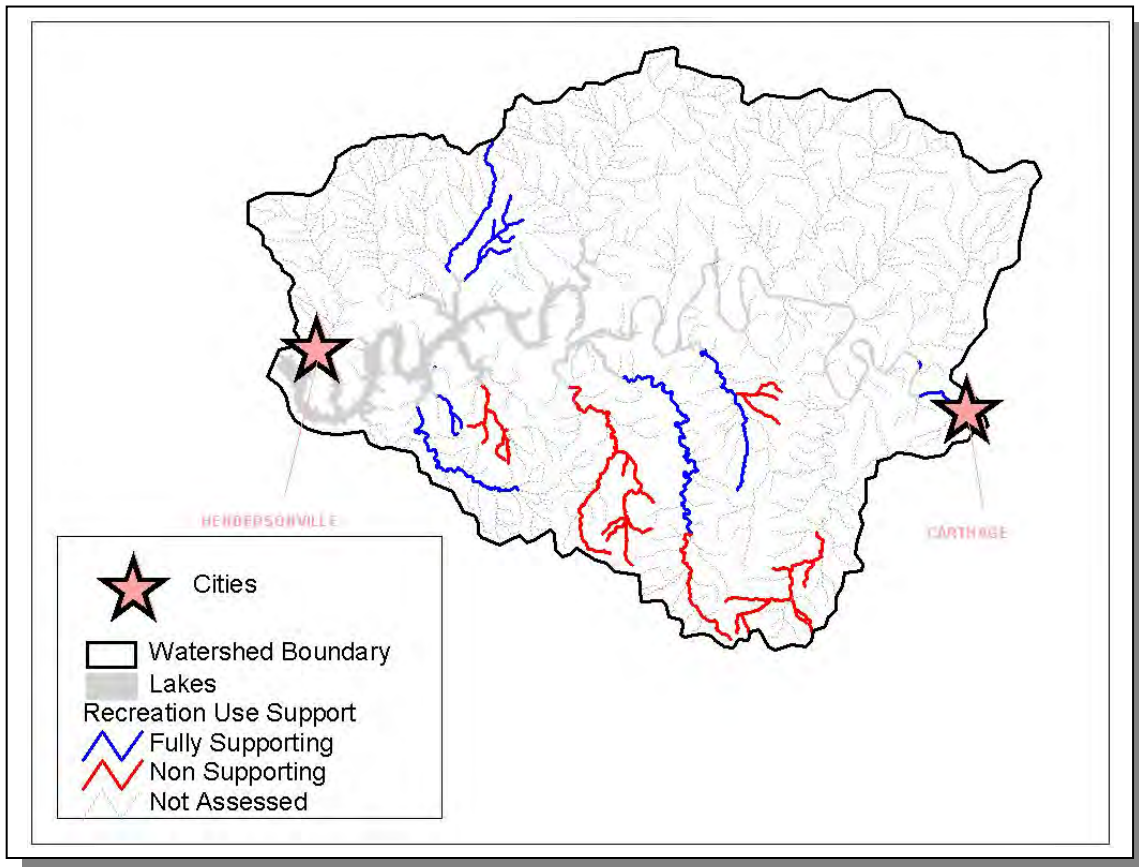 HENDERSONVILLE
CARTHAGE
Cities
Watershed Boundary
Lakes
Recreation Use Support
Fully Supporting
Non Supporting
Not Assessed